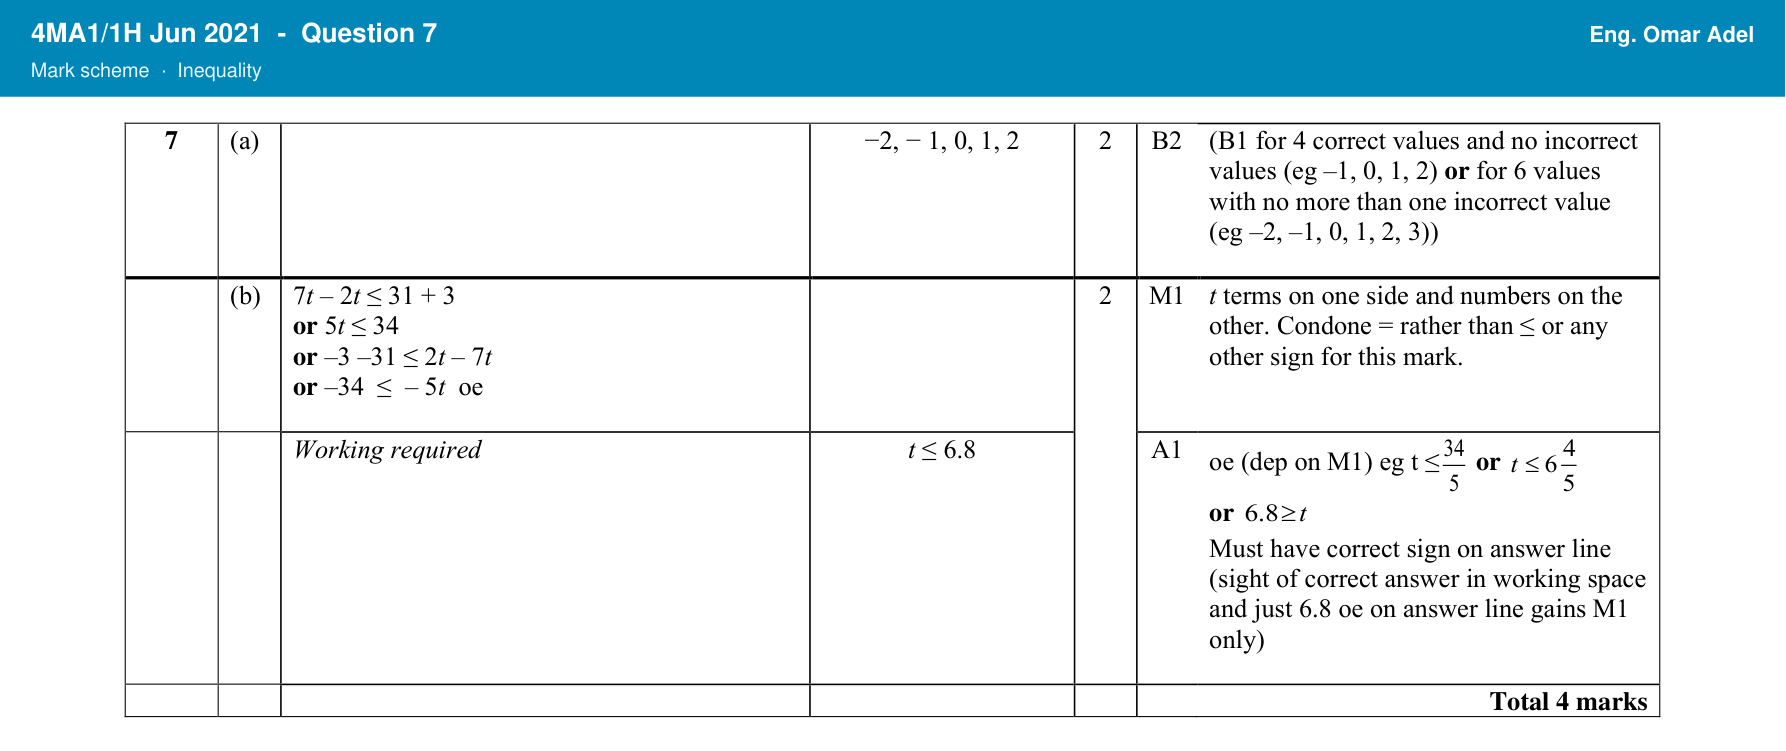 4MA1/1H Jun 2021 - Question 7
Eng. Omar Adel
Mark scheme · Inequality
7 (a) −2, − 1, 0, 1, 2 2 B2 (B1 for 4 correct values and no incorrect
values (eg –1, 0, 1, 2) or for 6 values
with no more than one incorrect value
(eg –2, –1, 0, 1, 2, 3))
(b) 7t – 2t ≤ 31 + 3 2 M1 t terms on one side and numbers on the
or 5t ≤ 34 other. Condone = rather than ≤ or any
or –3 –31 ≤ 2t – 7t other sign for this mark.
or –34 ≤ – 5t oe
Working required t ≤ 6.8 A1 oe (dep on M1) eg t ≤ 34/5 or t ≤ 6 4/5
or 6.8 ≥ t
Must have correct sign on answer line
(sight of correct answer in working space
and just 6.8 oe on answer line gains M1
only)
Total 4 marks